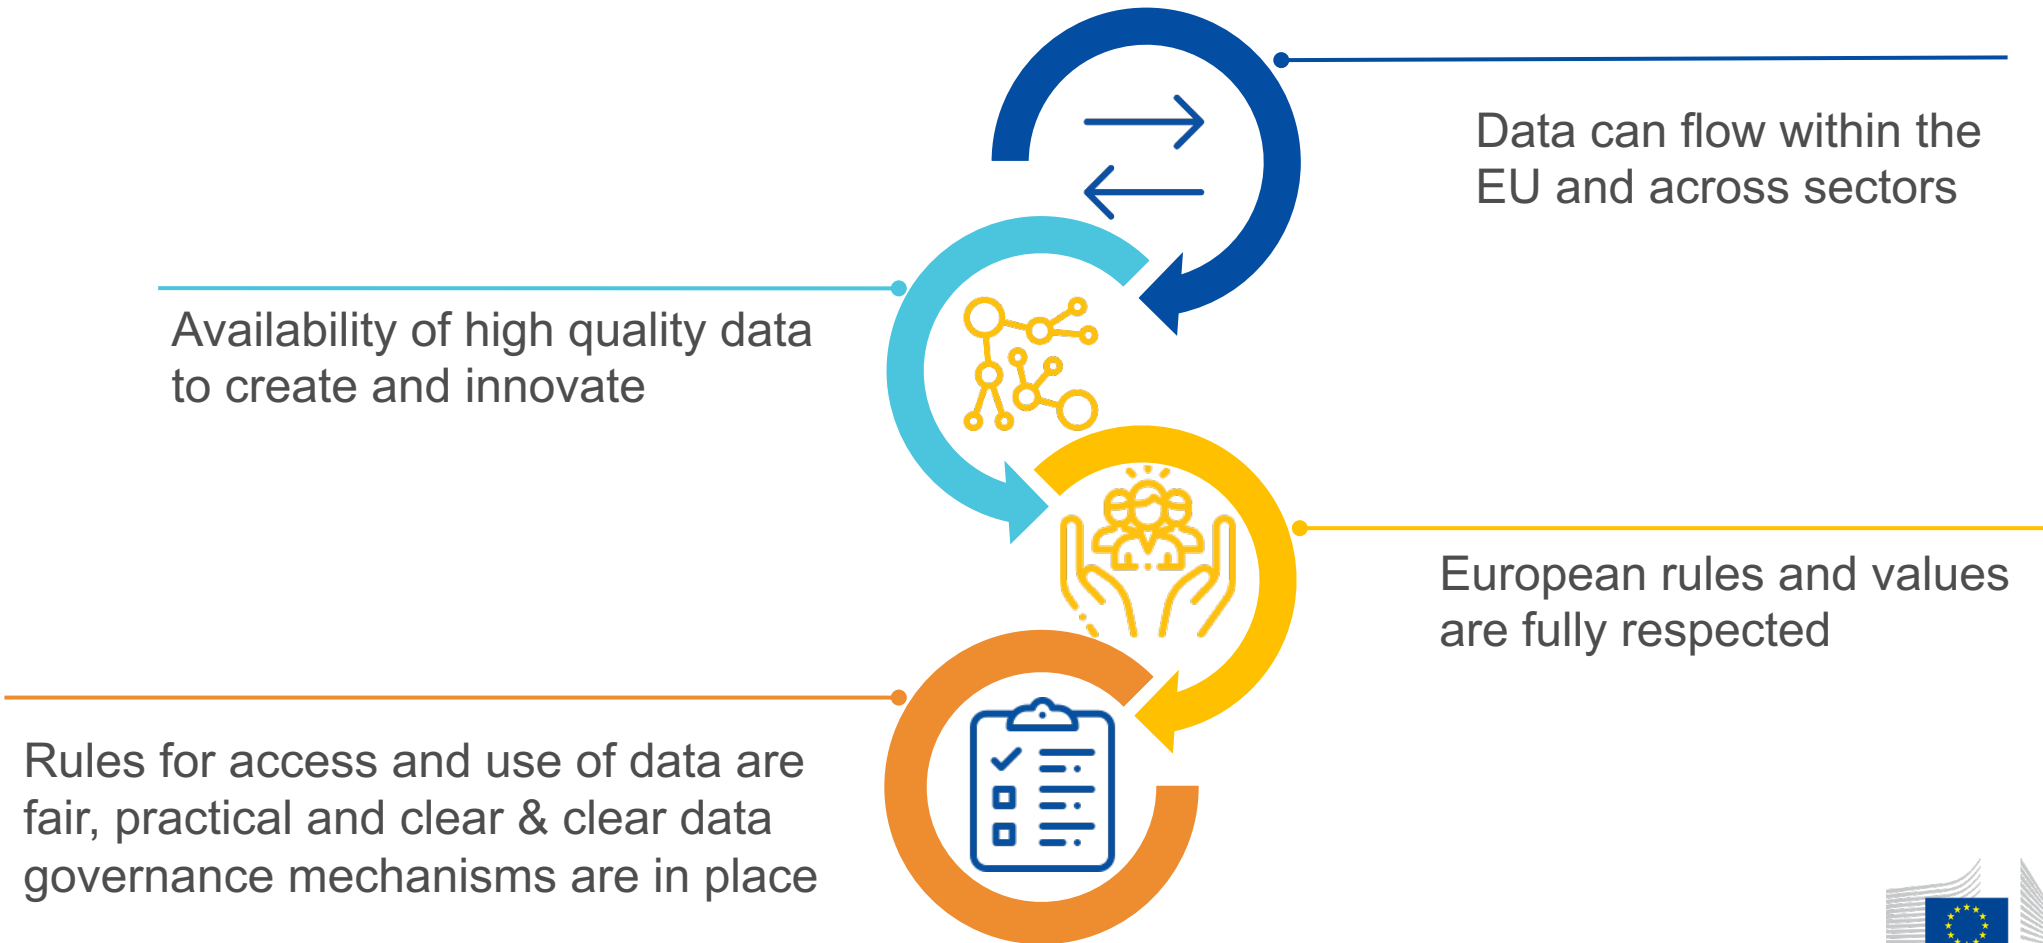 Data can flow within the
EU and across sectors
Availability of high quality data
to create and innovate
European rules and values
are fully respected
Rules for access and use of data are
fair, practical and clear & clear data
governance mechanisms are in place